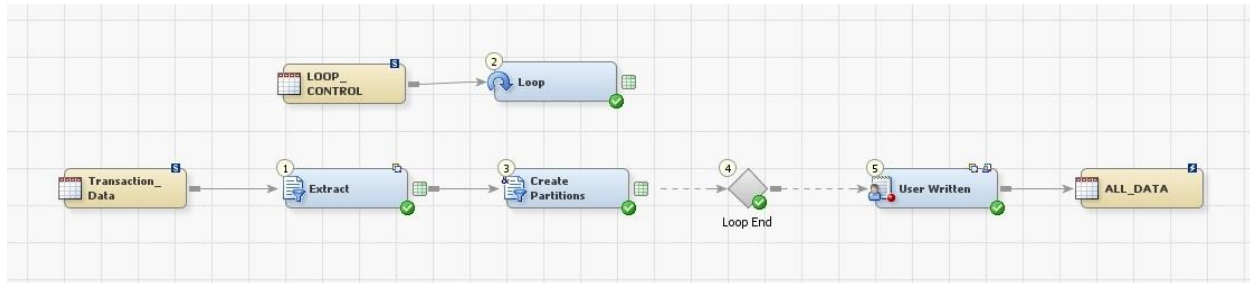 LOOP_
CONTROL
S
2
Loop
Transaction_
Data
S
1
Extract
3
&
Create
Partitions
4
Loop End
5
User Written
ALL_DATA